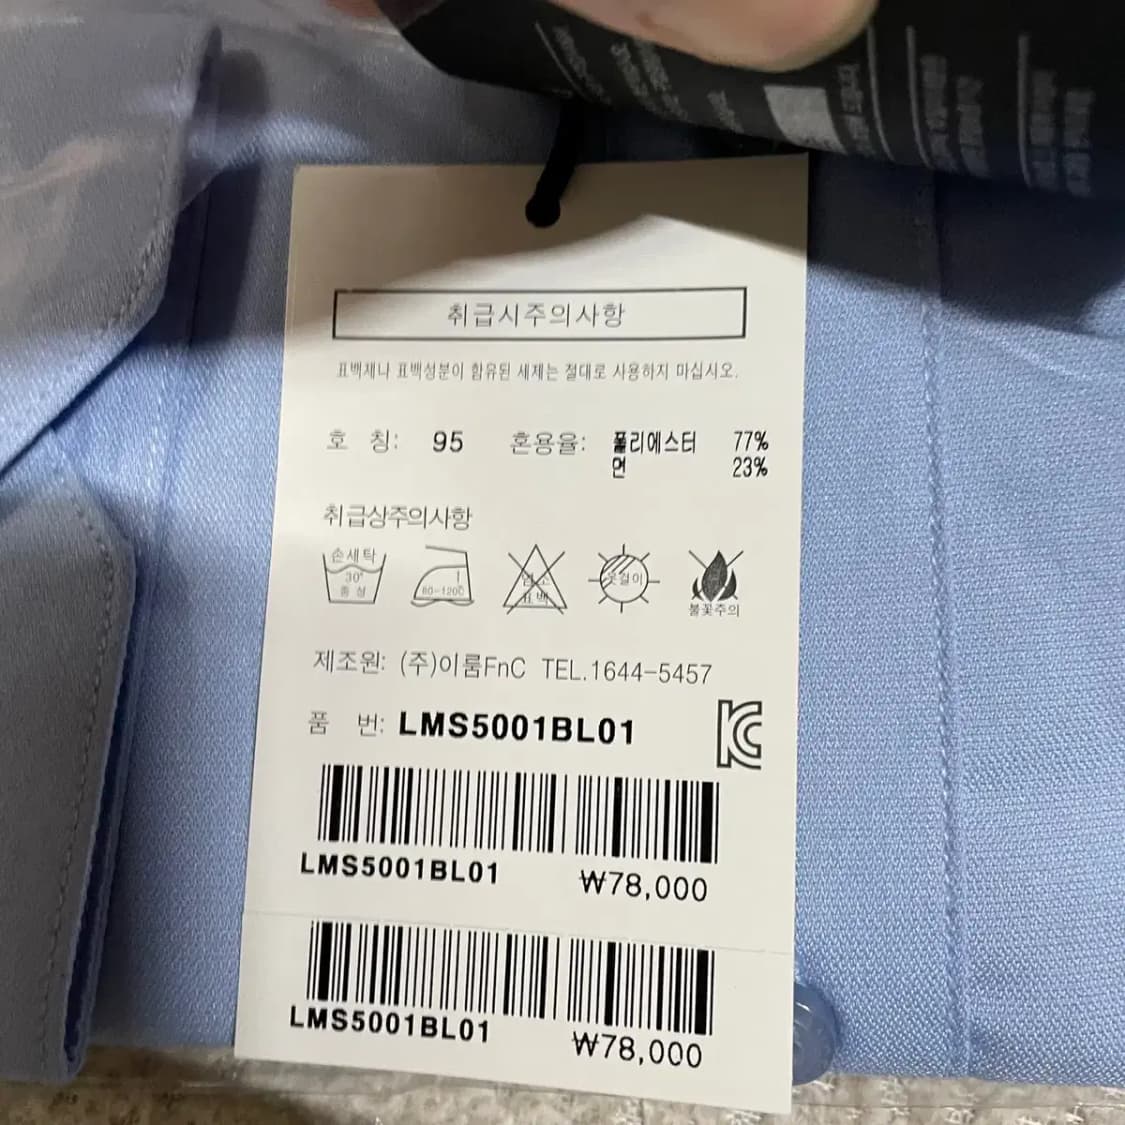 취급시주의사항
표백제나 표백성분이 함유된 세제는 절대로 사용하지 마십시오.
호 칭: 95 혼용율: 폴리에스터 77%
면 23%
취급상주의사항
손세탁 30° 중성
80-120℃
염소 표백
옷걸이
불꽃주의
제조원: (주)이룸FnC TEL.1644-5457
품 번: LMS5001BL01
LMS5001BL01 ₩78,000
LMS5001BL01 ₩78,000